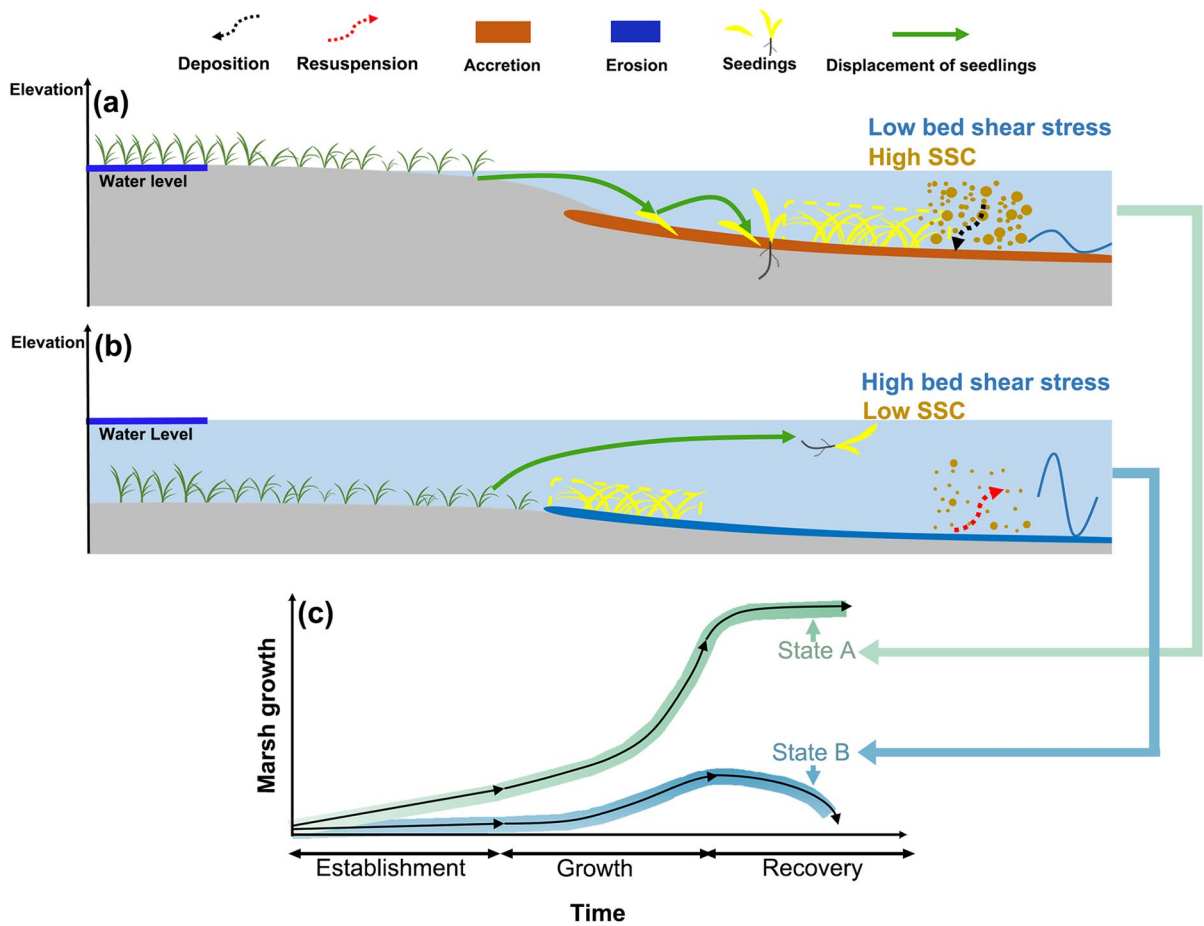 Deposition
Resuspension
Accretion
Erosion
Seedings
Displacement of seedlings
Elevation
(a)
Low bed shear stress
High SSC
Water level
Elevation
(b)
High bed shear stress
Low SSC
Water Level
(c)
State A
State B
Marsh growth
Establishment
Growth
Recovery
Time